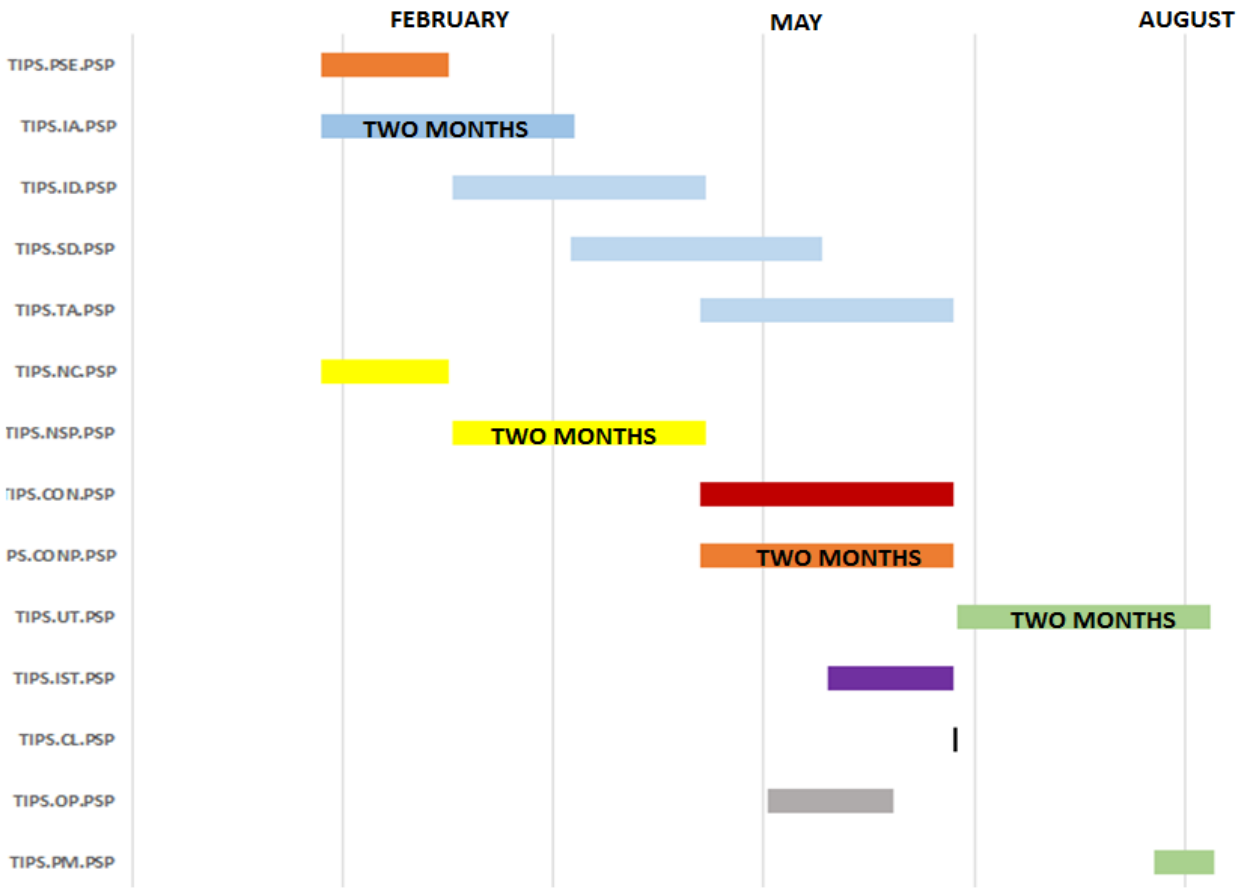 FEBRUARY MAY AUGUST
TIPS.PSE.PSP
TIPS.IA.PSP TWO MONTHS
TIPS.ID.PSP
TIPS.SD.PSP
TIPS.TA.PSP
TIPS.NC.PSP
TIPS.NSP.PSP TWO MONTHS
TIPS.CON.PSP
PS.CONP.PSP TWO MONTHS
TIPS.UT.PSP TWO MONTHS
TIPS.IST.PSP
TIPS.CL.PSP
TIPS.OP.PSP
TIPS.PM.PSP